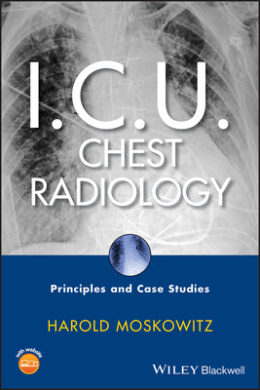 I.C.U.
CHEST
RADIOLOGY
Principles and Case Studies
HAROLD MOSKOWITZ
with website
WILEY Blackwell